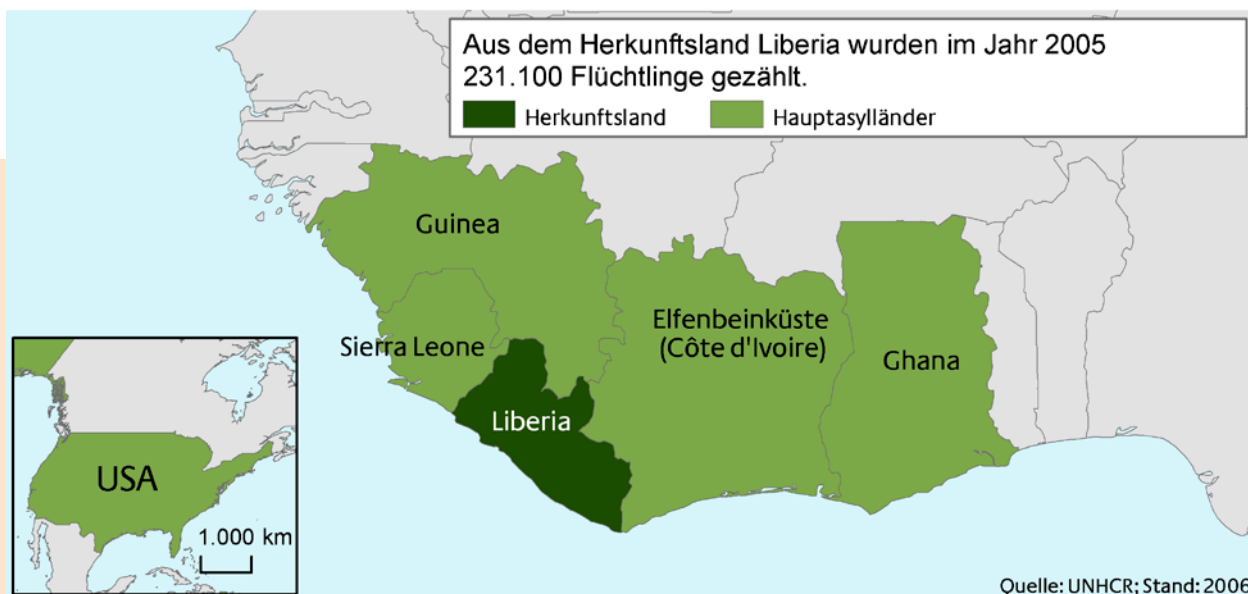 Aus dem Herkunftsland Liberia wurden im Jahr 2005
231.100 Flüchtlinge gezählt.
Herkunftsland
Hauptasylländer
Guinea
Sierra Leone
Elfenbeinküste
(Côte d'Ivoire)
Ghana
Liberia
USA
1.000 km
Quelle: UNHCR; Stand: 2006